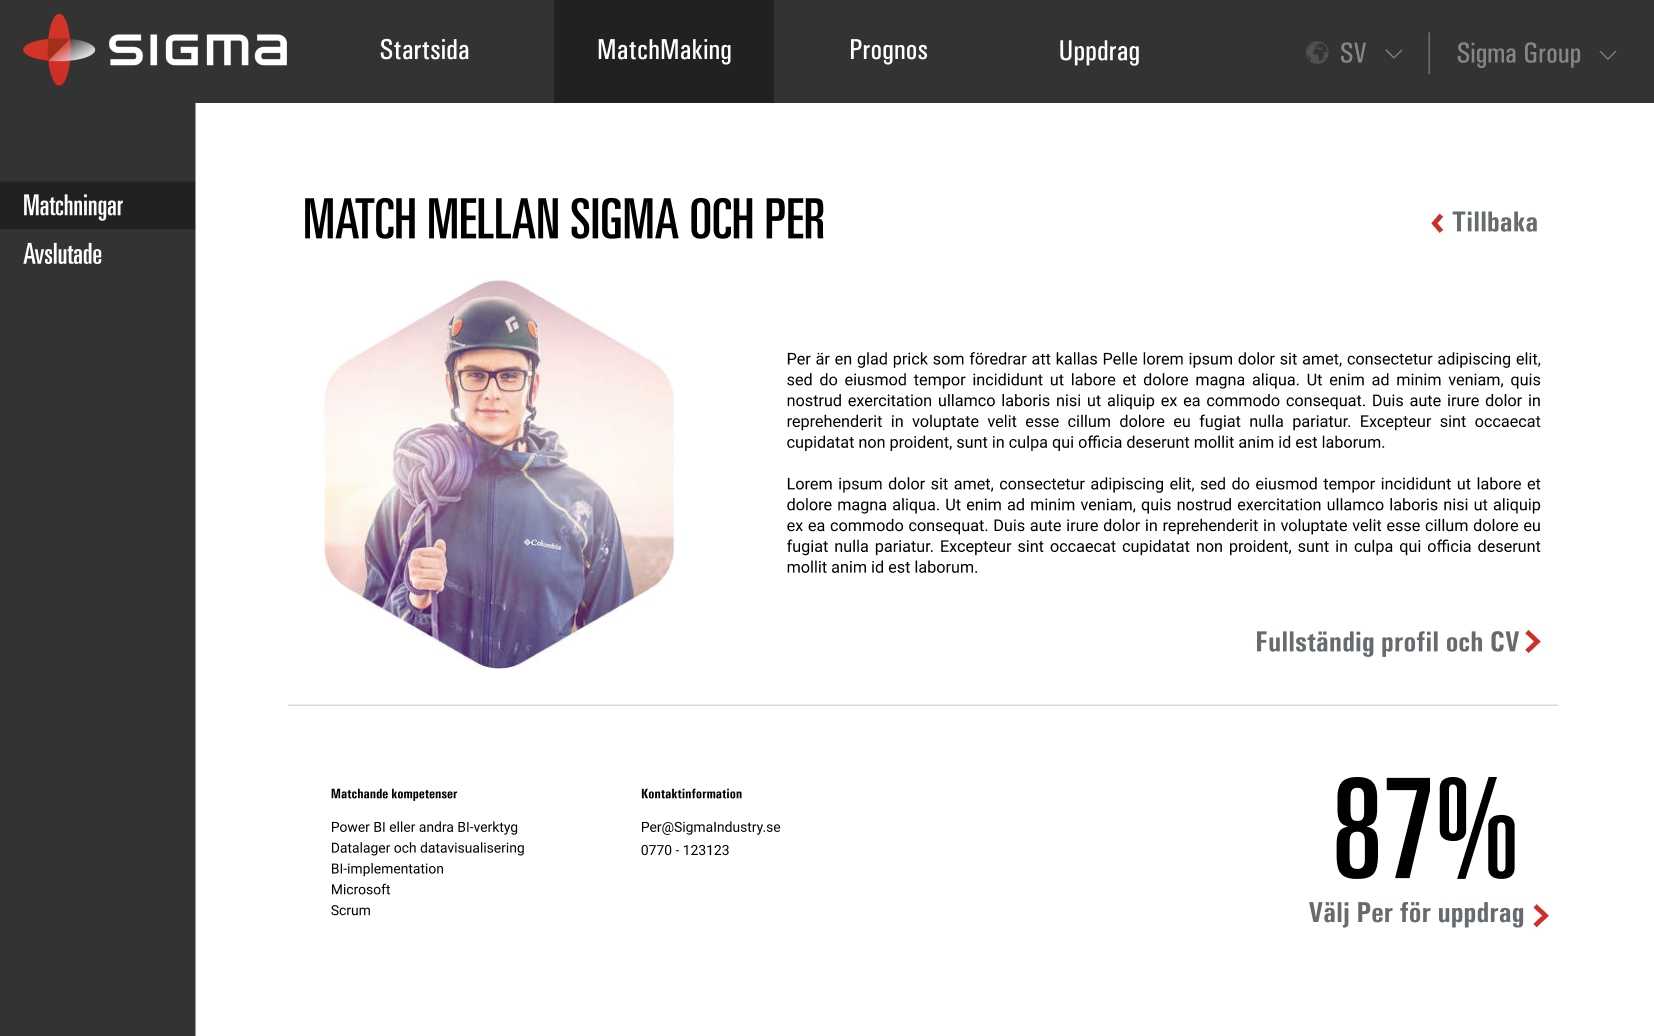 SIGMA
Startsida
MatchMaking
Prognos
Uppdrag
SV
Sigma Group
Matchningar
Avslutade
MATCH MELLAN SIGMA OCH PER
Tillbaka
Columbia
Per är en glad prick som föredrar att kallas Pelle lorem ipsum dolor sit amet, consectetur adipiscing elit,
sed do eiusmod tempor incididunt ut labore et dolore magna aliqua. Ut enim ad minim veniam, quis
nostrud exercitation ullamco laboris nisi ut aliquip ex ea commodo consequat. Duis aute irure dolor in
reprehenderit in voluptate velit esse cillum dolore eu fugiat nulla pariatur. Excepteur sint occaecat
cupidatat non proident, sunt in culpa qui officia deserunt mollit anim id est laborum.
Lorem ipsum dolor sit amet, consectetur adipiscing elit, sed do eiusmod tempor incididunt ut labore et
dolore magna aliqua. Ut enim ad minim veniam, quis nostrud exercitation ullamco laboris nisi ut aliquip
ex ea commodo consequat. Duis aute irure dolor in reprehenderit in voluptate velit esse cillum dolore eu
fugiat nulla pariatur. Excepteur sint occaecat cupidatat non proident, sunt in culpa qui officia deserunt
mollit anim id est laborum.
Fullständig profil och CV
Matchande kompetenser
Power BI eller andra BI-verktyg
Datalager och datavisualisering
BI-implementation
Microsoft
Scrum
Kontaktinformation
Per@SigmaIndustry.se
0770 - 123123
87%
Välj Per för uppdrag